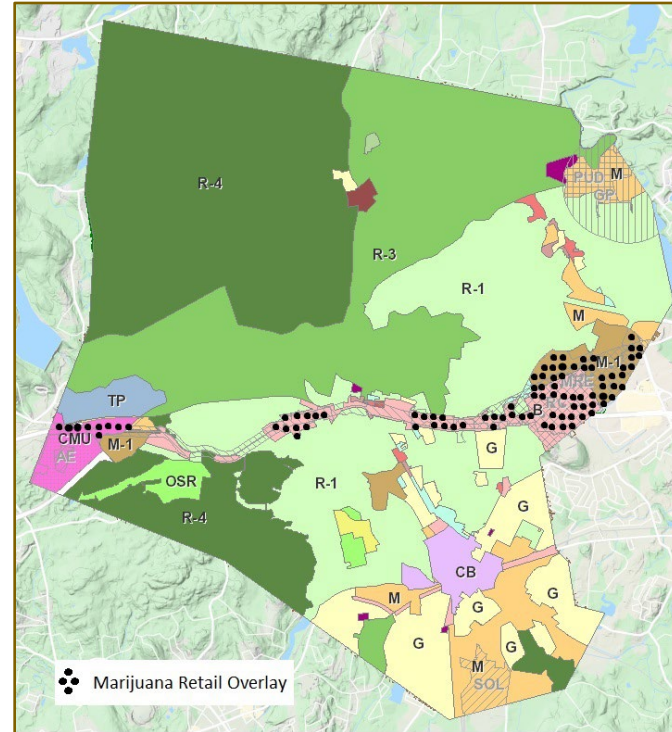 R-4
R-3
PUD
M
GP
R-1
M
M-1
MRE
B
TP
CMU
M-1
AE
OSR
R-4
R-1
G
G
CB
M
G
G
G
G
M
SOL
Marijuana Retail Overlay